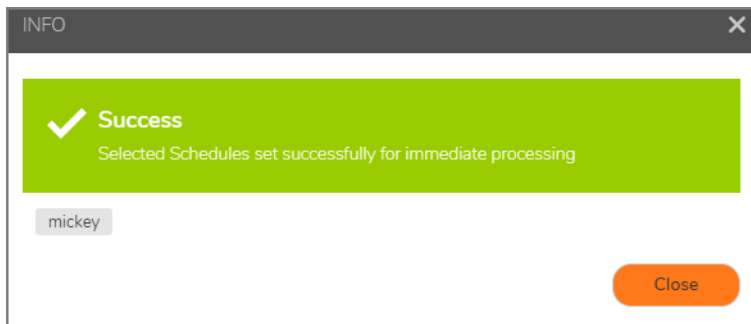 INFO
Success
Selected Schedules set successfully for immediate processing
mickey
Close